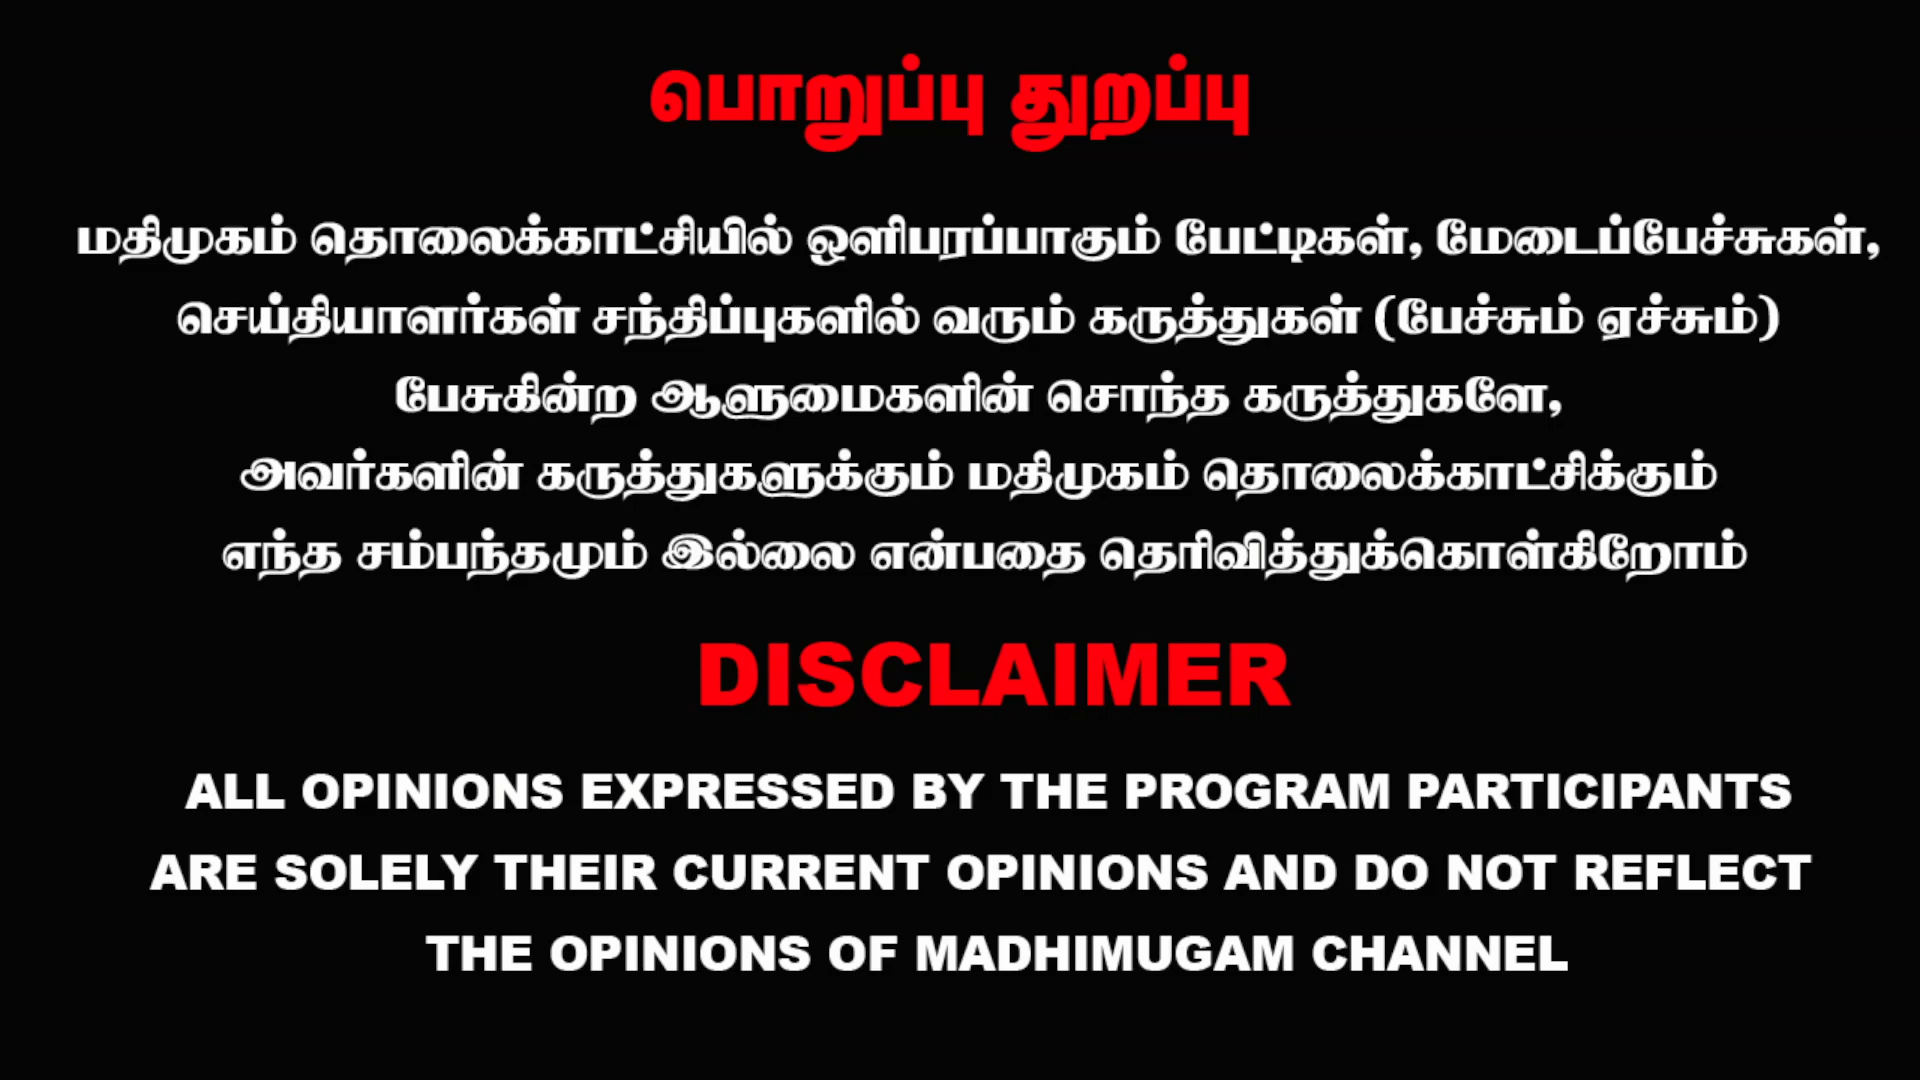 பொறுப்பு துறப்பு
மதிமுகம் தொலைக்காட்சியில் ஒளிபரப்பாகும் பேட்டிகள், மேடைப்பேச்சுகள்,
செய்தியாளர்கள் சந்திப்புகளில் வரும் கருத்துகள் (பேச்சும் ஏச்சும்)
பேசுகின்ற ஆளுமைகளின் சொந்த கருத்துகளே,
அவர்களின் கருத்துகளுக்கும் மதிமுகம் தொலைக்காட்சிக்கும்
எந்த சம்பந்தமும் இல்லை என்பதை தெரிவித்துக்கொள்கிறோம்
DISCLAIMER
ALL OPINIONS EXPRESSED BY THE PROGRAM PARTICIPANTS
ARE SOLELY THEIR CURRENT OPINIONS AND DO NOT REFLECT
THE OPINIONS OF MADHIMUGAM CHANNEL